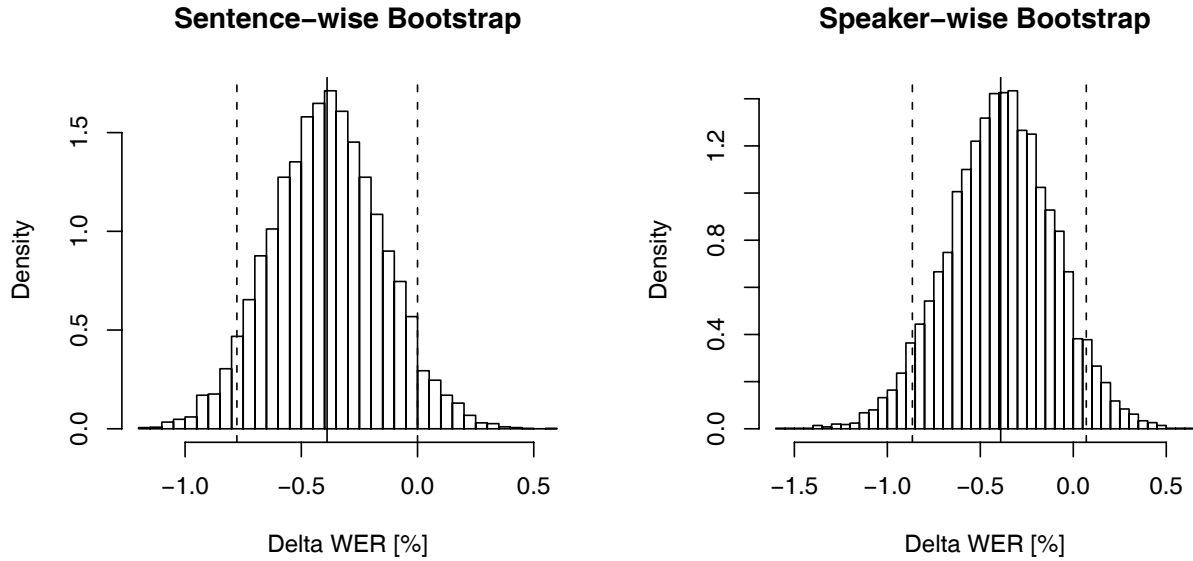 Sentence−wise Bootstrap
Density
0.0 0.5 1.0 1.5
−1.0 −0.5 0.0 0.5
Delta WER [%]
Speaker−wise Bootstrap
Density
0.0 0.4 0.8 1.2
−1.5 −1.0 −0.5 0.0 0.5
Delta WER [%]